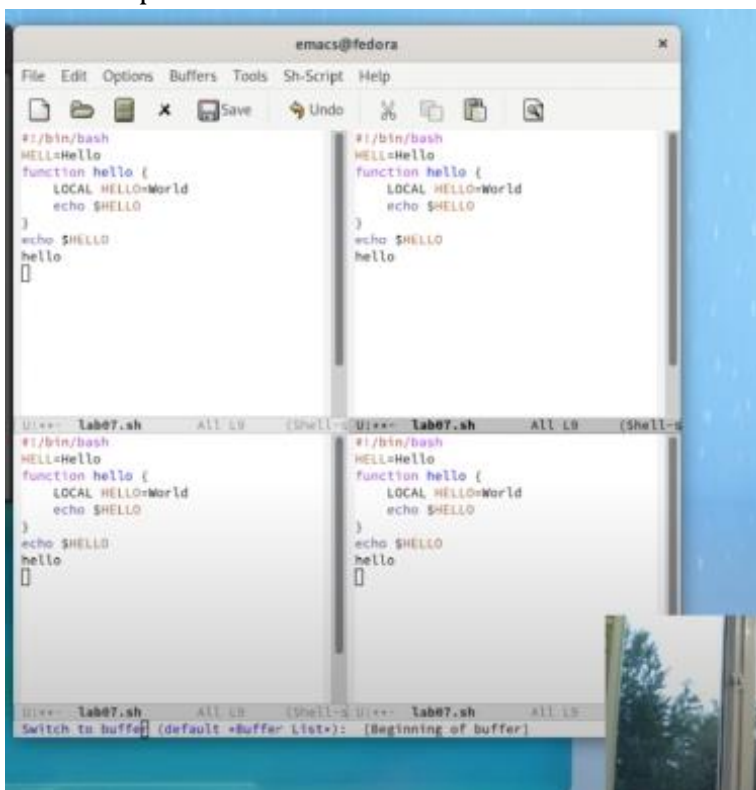 emacs@fedora
File Edit Options Buffers Tools Sh-Script Help
Save Undo
#!/bin/bash
HELL=Hello
function hello {
LOCAL HELLO=World
echo $HELLO
}
echo $HELLO
hello
U:**- lab07.sh All L9 (Shell-s
#!/bin/bash
HELL=Hello
function hello {
LOCAL HELLO=World
echo $HELLO
}
echo $HELLO
hello
U:**- lab07.sh All L9 (Shell-s
#!/bin/bash
HELL=Hello
function hello {
LOCAL HELLO=World
echo $HELLO
}
echo $HELLO
hello
U:**- lab07.sh All L9 (Shell-s
#!/bin/bash
HELL=Hello
function hello {
LOCAL HELLO=World
echo $HELLO
}
echo $HELLO
hello
U:**- lab07.sh All L9
Switch to buffer (default *Buffer List*): [Beginning of buffer]